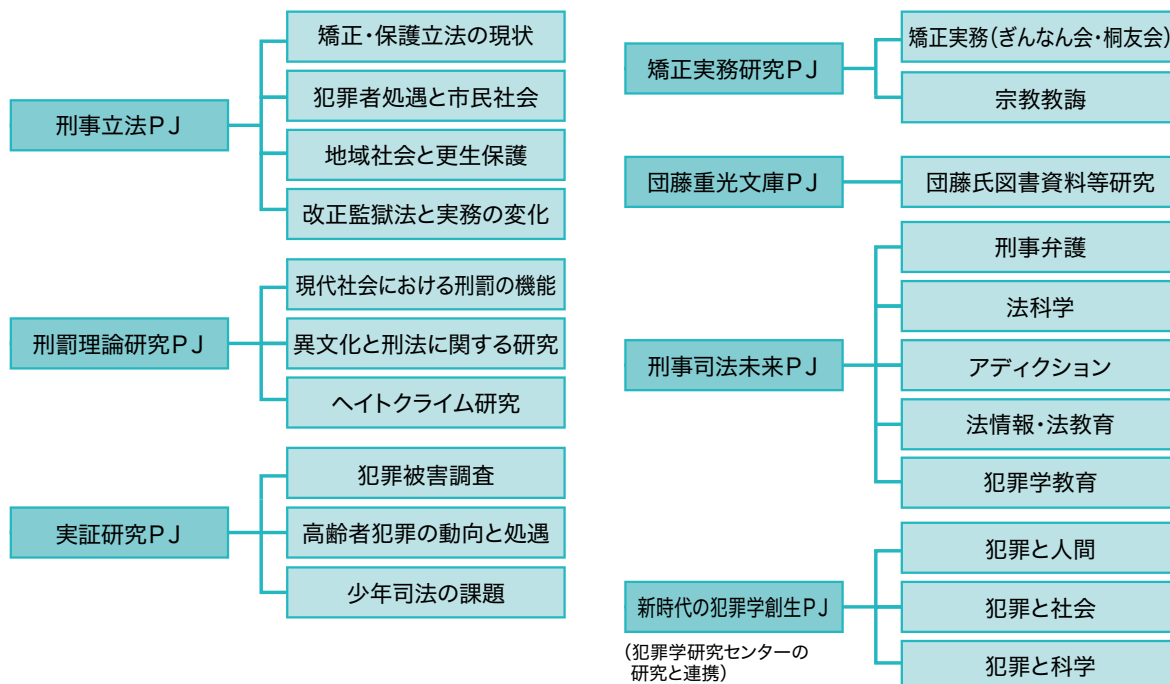 刑事立法PJ
矯正・保護立法の現状
犯罪者処遇と市民社会
地域社会と更生保護
改正監獄法と実務の変化
刑罰理論研究PJ
現代社会における刑罰の機能
異文化と刑法に関する研究
ヘイトクライム研究
実証研究PJ
犯罪被害調査
高齢者犯罪の動向と処遇
少年司法の課題
矯正実務研究PJ
矯正実務(ぎんなん会・桐友会)
宗教教誨
団藤重光文庫PJ
団藤氏図書資料等研究
刑事司法未来PJ
刑事弁護
法科学
アディクション
法情報・法教育
犯罪学教育
新時代の犯罪学創生PJ
(犯罪学研究センターの
研究と連携)
犯罪と人間
犯罪と社会
犯罪と科学